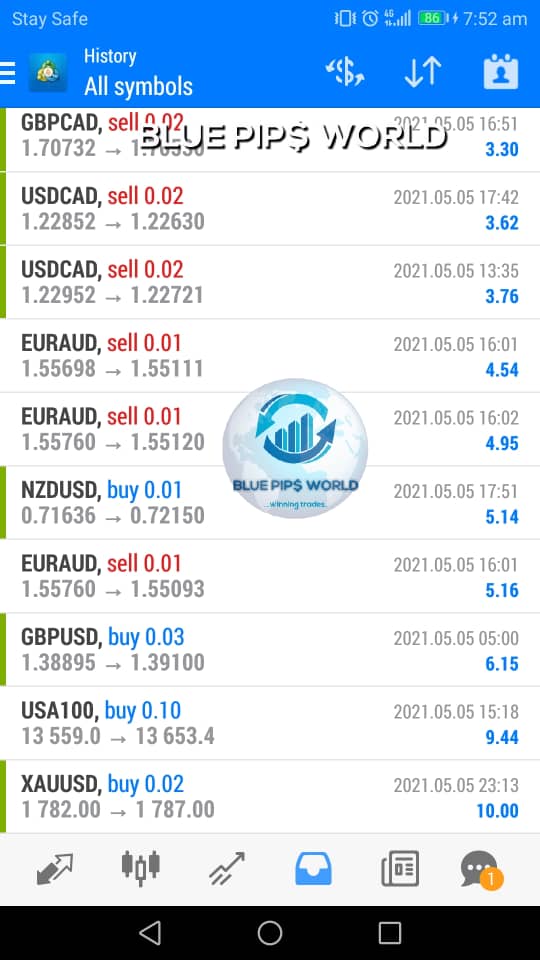 Stay Safe
4G
86
7:52 am
History
All symbols
BLUE PIP$ WORLD
GBPCAD, sell 0.02
2021.05.05 16:51
1.70732 →
3.30
USDCAD, sell 0.02
2021.05.05 17:42
1.22852 → 1.22630
3.62
USDCAD, sell 0.02
2021.05.05 13:35
1.22952 → 1.22721
3.76
EURAUD, sell 0.01
2021.05.05 16:01
1.55698 → 1.55111
4.54
EURAUD, sell 0.01
2021.05.05 16:02
1.55760 → 1.55120
4.95
BLUE PIP$ WORLD
...winning trades.
NZDUSD, buy 0.01
2021.05.05 17:51
0.71636 → 0.72150
5.14
EURAUD, sell 0.01
2021.05.05 16:01
1.55760 → 1.55093
5.16
GBPUSD, buy 0.03
2021.05.05 05:00
1.38895 → 1.39100
6.15
USA100, buy 0.10
2021.05.05 15:18
13 559.0 → 13 653.4
9.44
XAUUSD, buy 0.02
2021.05.05 23:13
1 782.00 → 1 787.00
10.00
1